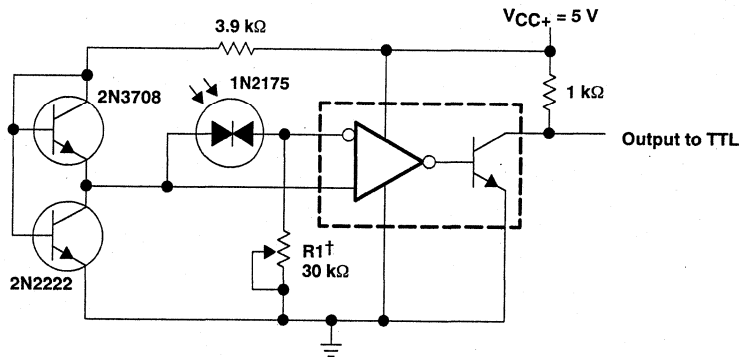 VCC+ = 5 V
3.9 kΩ
2N3708
1N2175
1 kΩ
Output to TTL
R1†
30 kΩ
2N2222